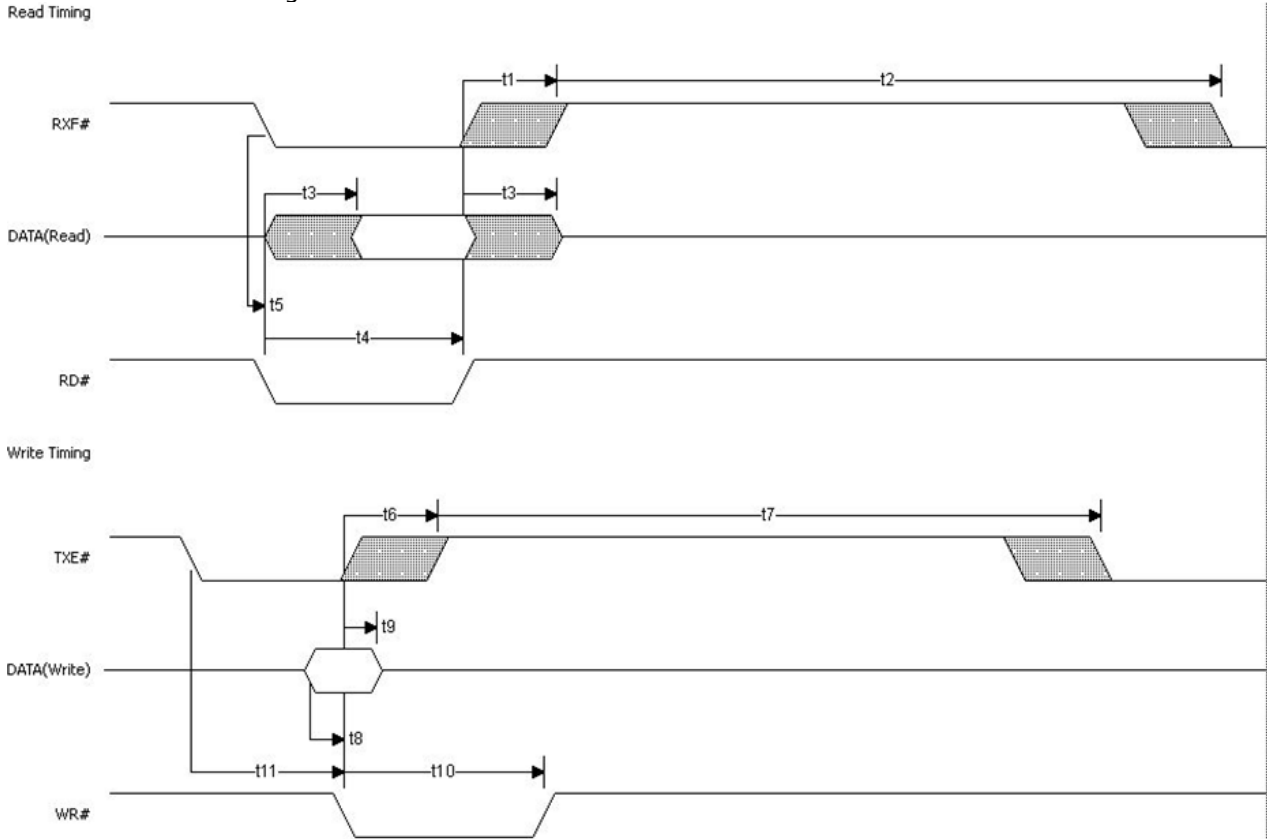 Read Timing
t1
t2
RXF#
t3
t3
DATA(Read)
t5
t4
RD#
Write Timing
t6
t7
TXE#
t9
DATA(Write)
t8
t11
t10
WR#